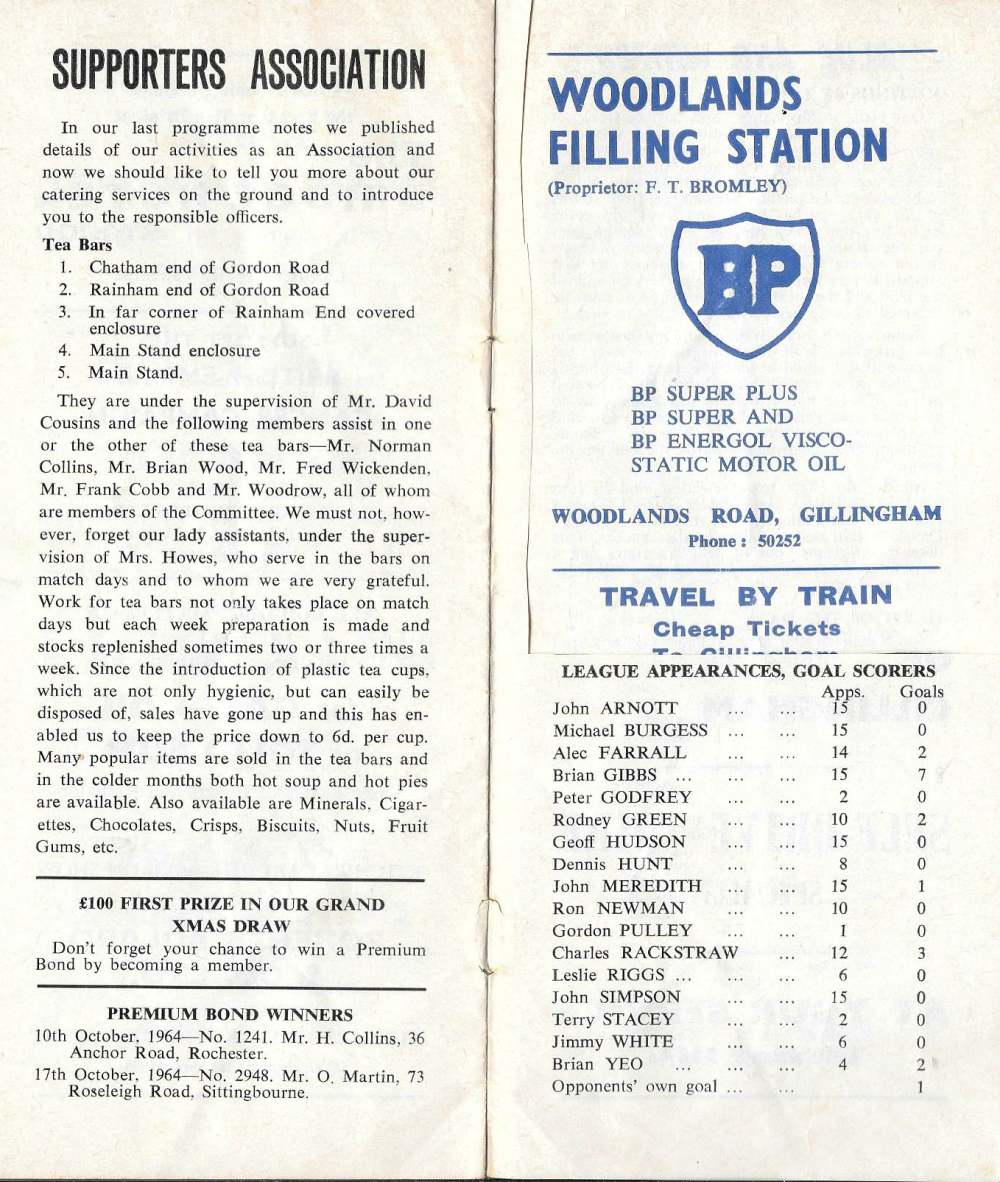 SUPPORTERS ASSOCIATION
In our last programme notes we published
details of our activities as an Association and
now we should like to tell you more about our
catering services on the ground and to introduce
you to the responsible officers.
Tea Bars
1. Chatham end of Gordon Road
2. Rainham end of Gordon Road
3. In far corner of Rainham End covered
enclosure
4. Main Stand enclosure
5. Main Stand.
They are under the supervision of Mr. David
Cousins and the following members assist in one
or the other of these tea bars—Mr. Norman
Collins, Mr. Brian Wood, Mr. Fred Wickenden,
Mr. Frank Cobb and Mr. Woodrow, all of whom
are members of the Committee. We must not, how-
ever, forget our lady assistants, under the super-
vision of Mrs. Howes, who serve in the bars on
match days and to whom we are very grateful.
Work for tea bars not only takes place on match
days but each week preparation is made and
stocks replenished sometimes two or three times a
week. Since the introduction of plastic tea cups,
which are not only hygienic, but can easily be
disposed of, sales have gone up and this has en-
abled us to keep the price down to 6d. per cup.
Many popular items are sold in the tea bars and
in the colder months both hot soup and hot pies
are available. Also available are Minerals, Cigar-
ettes, Chocolates, Crisps, Biscuits, Nuts, Fruit
Gums, etc.
£100 FIRST PRIZE IN OUR GRAND
XMAS DRAW
Don't forget your chance to win a Premium
Bond by becoming a member.
PREMIUM BOND WINNERS
10th October, 1964—No. 1241. Mr. H. Collins, 36
Anchor Road, Rochester.
17th October, 1964—No. 2948. Mr. O. Martin, 73
Roseleigh Road, Sittingbourne.
WOODLANDS
FILLING STATION
(Proprietor: F. T. BROMLEY)
BP
BP SUPER PLUS
BP SUPER AND
BP ENERGOL VISCO-
STATIC MOTOR OIL
WOODLANDS ROAD, GILLINGHAM
Phone: 50252
TRAVEL BY TRAIN
Cheap Tickets
To Gillingham
LEAGUE APPEARANCES, GOAL SCORERS
Apps. Goals
John ARNOTT ... ... 15 0
Michael BURGESS ... ... 15 0
Alec FARRALL ... ... 14 2
Brian GIBBS ... ... ... 15 7
Peter GODFREY ... ... 2 0
Rodney GREEN ... ... 10 2
Geoff HUDSON ... ... 15 0
Dennis HUNT ... ... 8 0
John MEREDITH ... ... 15 1
Ron NEWMAN ... ... 10 0
Gordon PULLEY ... ... 1 0
Charles RACKSTRAW ... 12 3
Leslie RIGGS ... ... ... 6 0
John SIMPSON ... ... 15 0
Terry STACEY ... ... 2 0
Jimmy WHITE ... ... 6 0
Brian YEO ... ... ... 4 2
Opponents' own goal ... ... 1